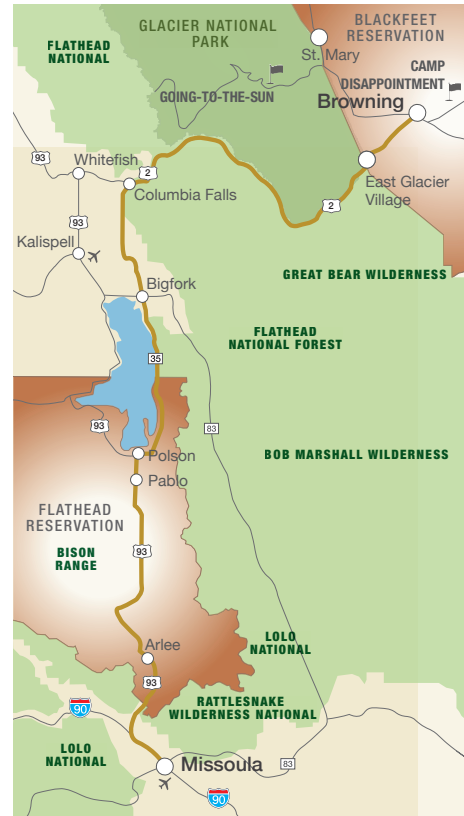 GLACIER NATIONAL
PARK
BLACKFEET
RESERVATION
FLATHEAD
NATIONAL
St. Mary
CAMP
DISAPPOINTMENT
GOING-TO-THE-SUN
Browning
93
Whitefish
2
East Glacier
Village
Columbia Falls
93
2
Kalispell
GREAT BEAR WILDERNESS
Bigfork
FLATHEAD
NATIONAL FOREST
35
93
83
Polson
BOB MARSHALL WILDERNESS
Pablo
FLATHEAD
RESERVATION
BISON
RANGE
93
Arlee
LOLO
NATIONAL
93
RATTLESNAKE
WILDERNESS NATIONAL
90
LOLO
NATIONAL
Missoula
83
90